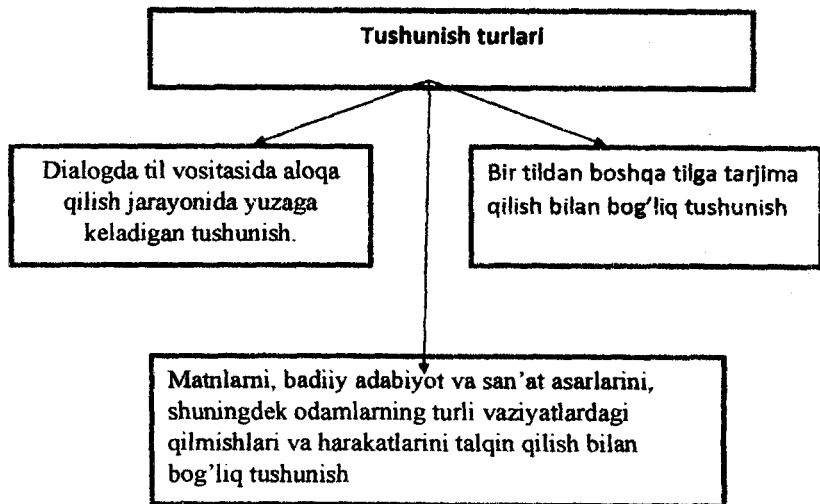 Tushunish turlari
Dialogda til vositasida aloqa
qilish jarayonida yuzaga
keladigan tushunish.
Bir tildan boshqa tilga tarjima
qilish bilan bog‘liq tushunish
Matnlarni, badiiy adabiyot va san’at asarlarini,
shuningdek odamlarning turli vaziyatlardagi
qilmishlari va harakatlarini talqin qilish bilan
bog’liq tushunish